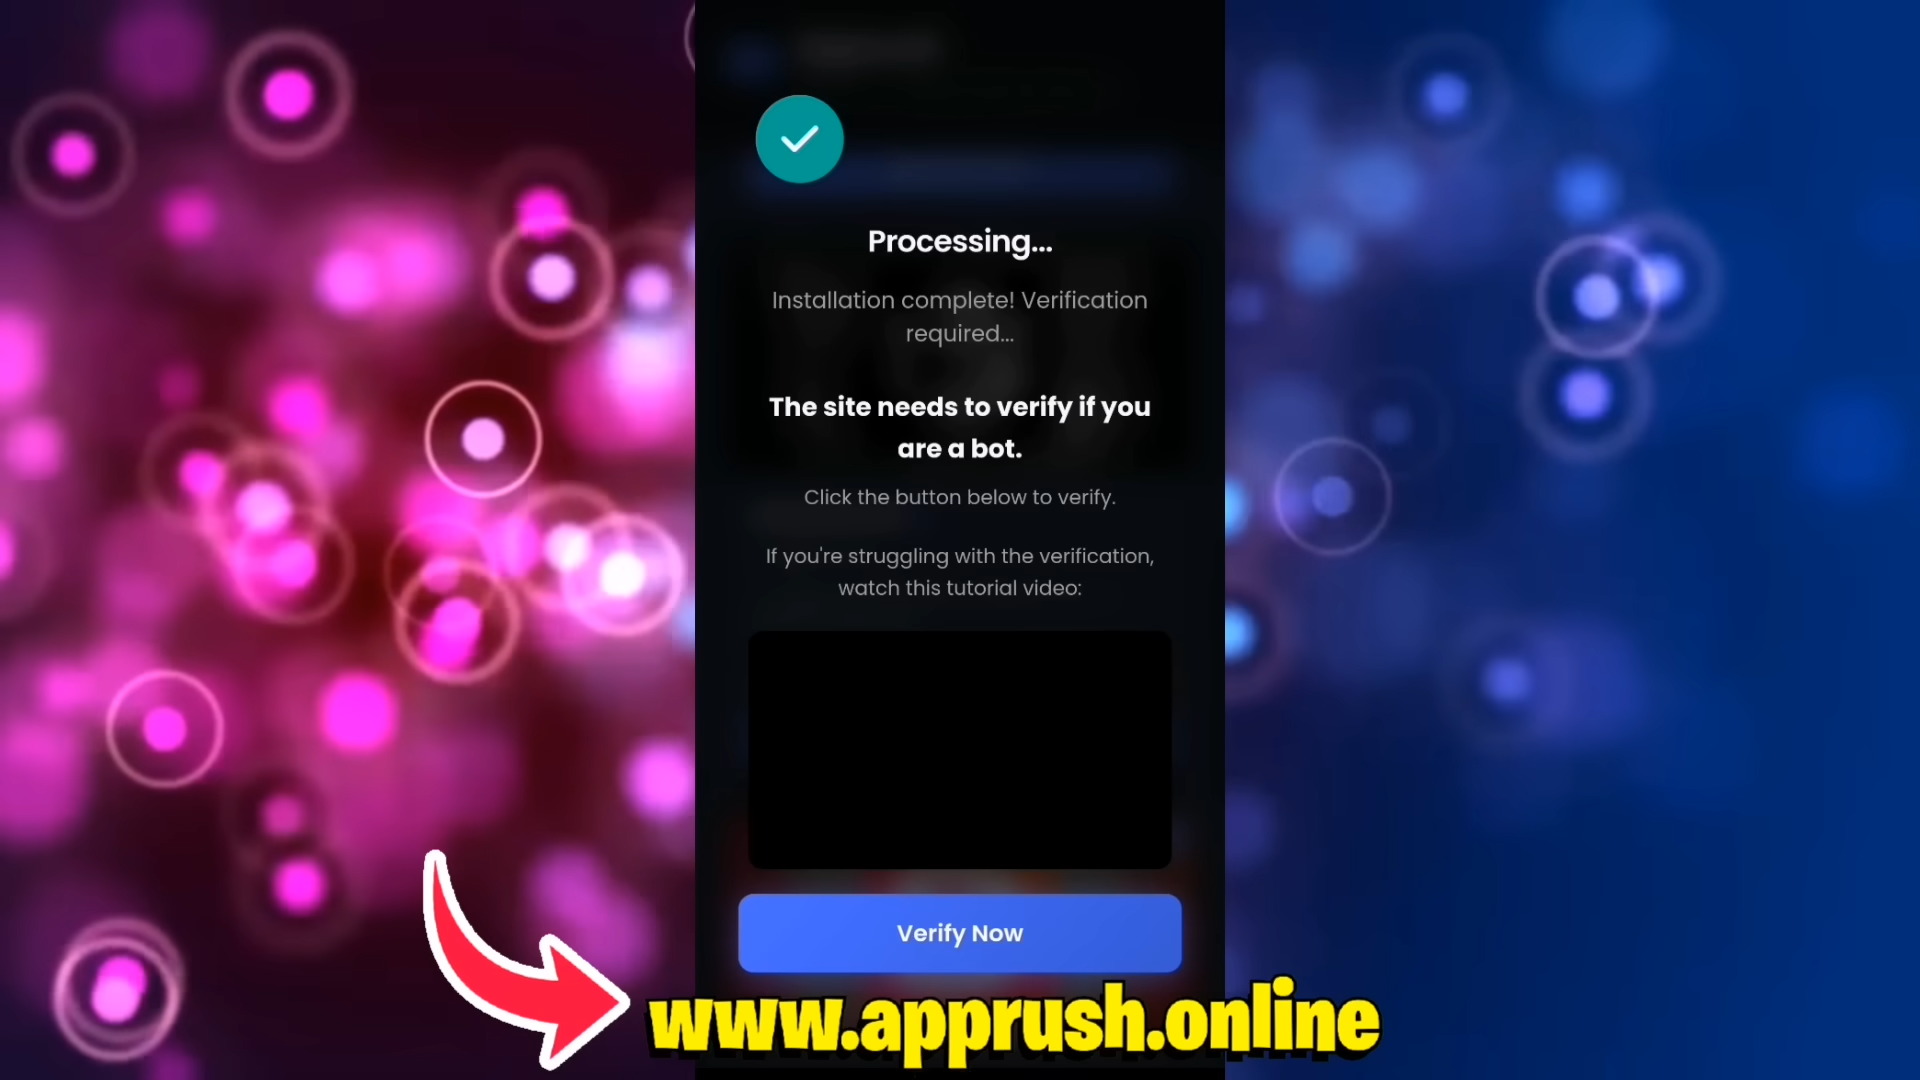 Processing...
Installation complete! Verification
required...
The site needs to verify if you
are a bot.
Click the button below to verify.
If you're struggling with the verification,
watch this tutorial video:
Verify Now
www.apprush.online